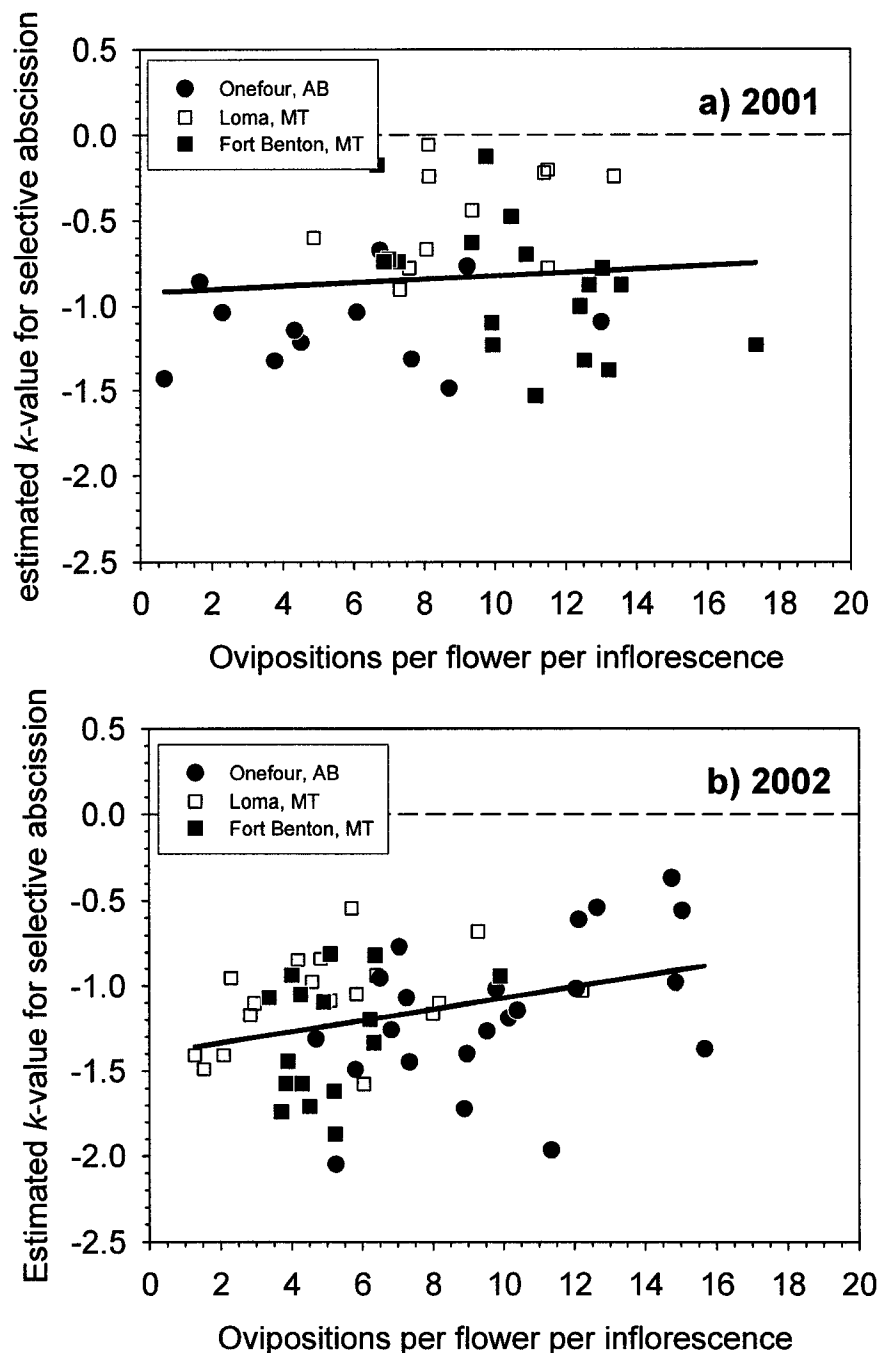 a) 2001
Onefour, AB
Loma, MT
Fort Benton, MT
estimated k-value for selective abscission
0.5
0.0
-0.5
-1.0
-1.5
-2.0
-2.5
0 2 4 6 8 10 12 14 16 18 20
Ovipositions per flower per inflorescence
b) 2002
Onefour, AB
Loma, MT
Fort Benton, MT
Estimated k-value for selective abscission
0.5
0.0
-0.5
-1.0
-1.5
-2.0
-2.5
0 2 4 6 8 10 12 14 16 18 20
Ovipositions per flower per inflorescence